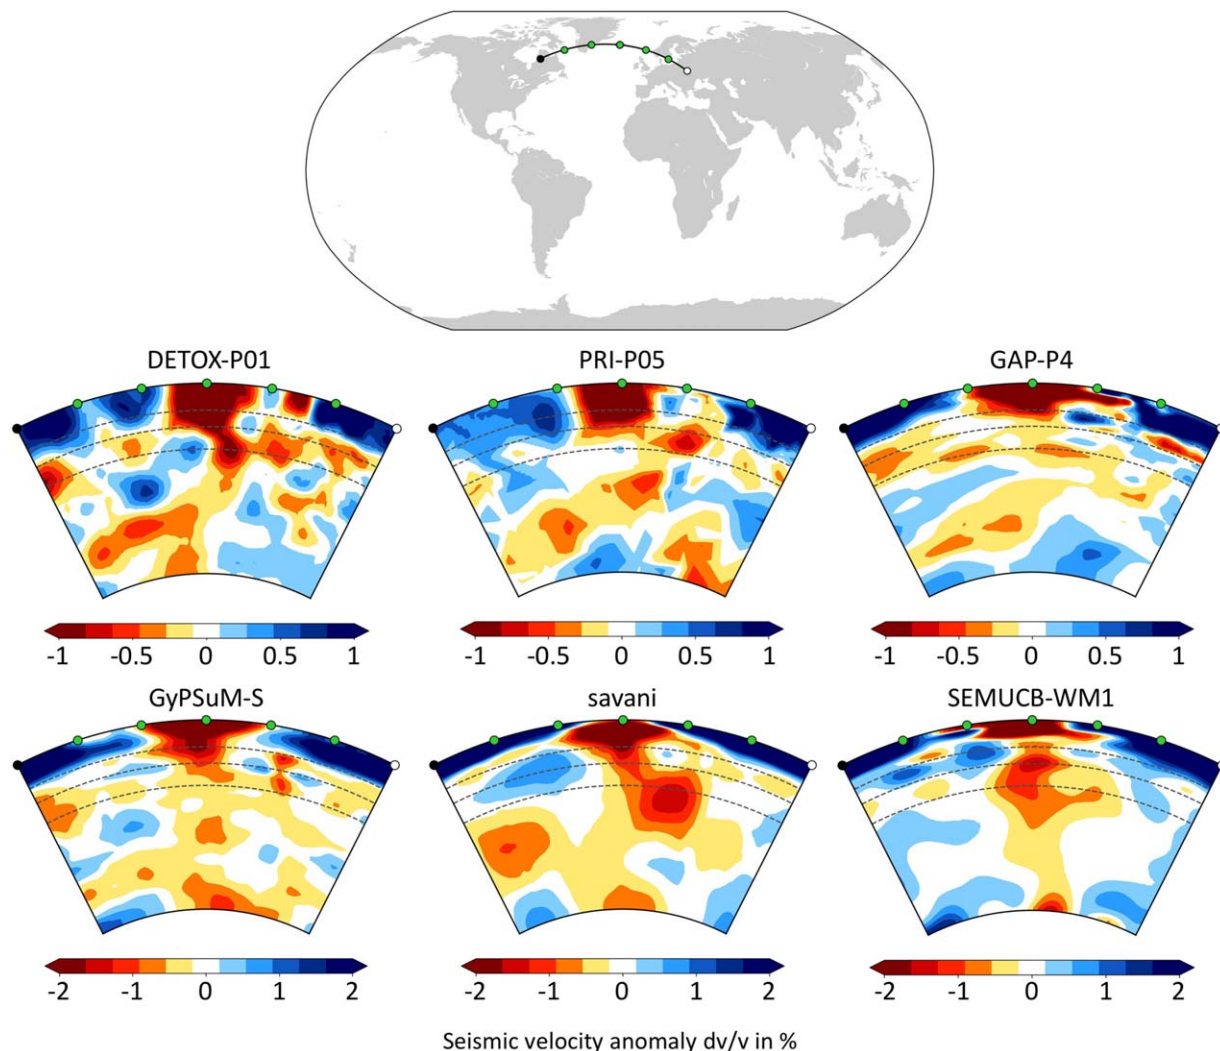 DETOX-P01 PRI-P05 GAP-P4
-1 -0.5 0 0.5 1 -1 -0.5 0 0.5 1 -1 -0.5 0 0.5 1
GyPSuM-S savani SEMUCB-WM1
-2 -1 0 1 2 -2 -1 0 1 2 -2 -1 0 1 2
Seismic velocity anomaly dv/v in %